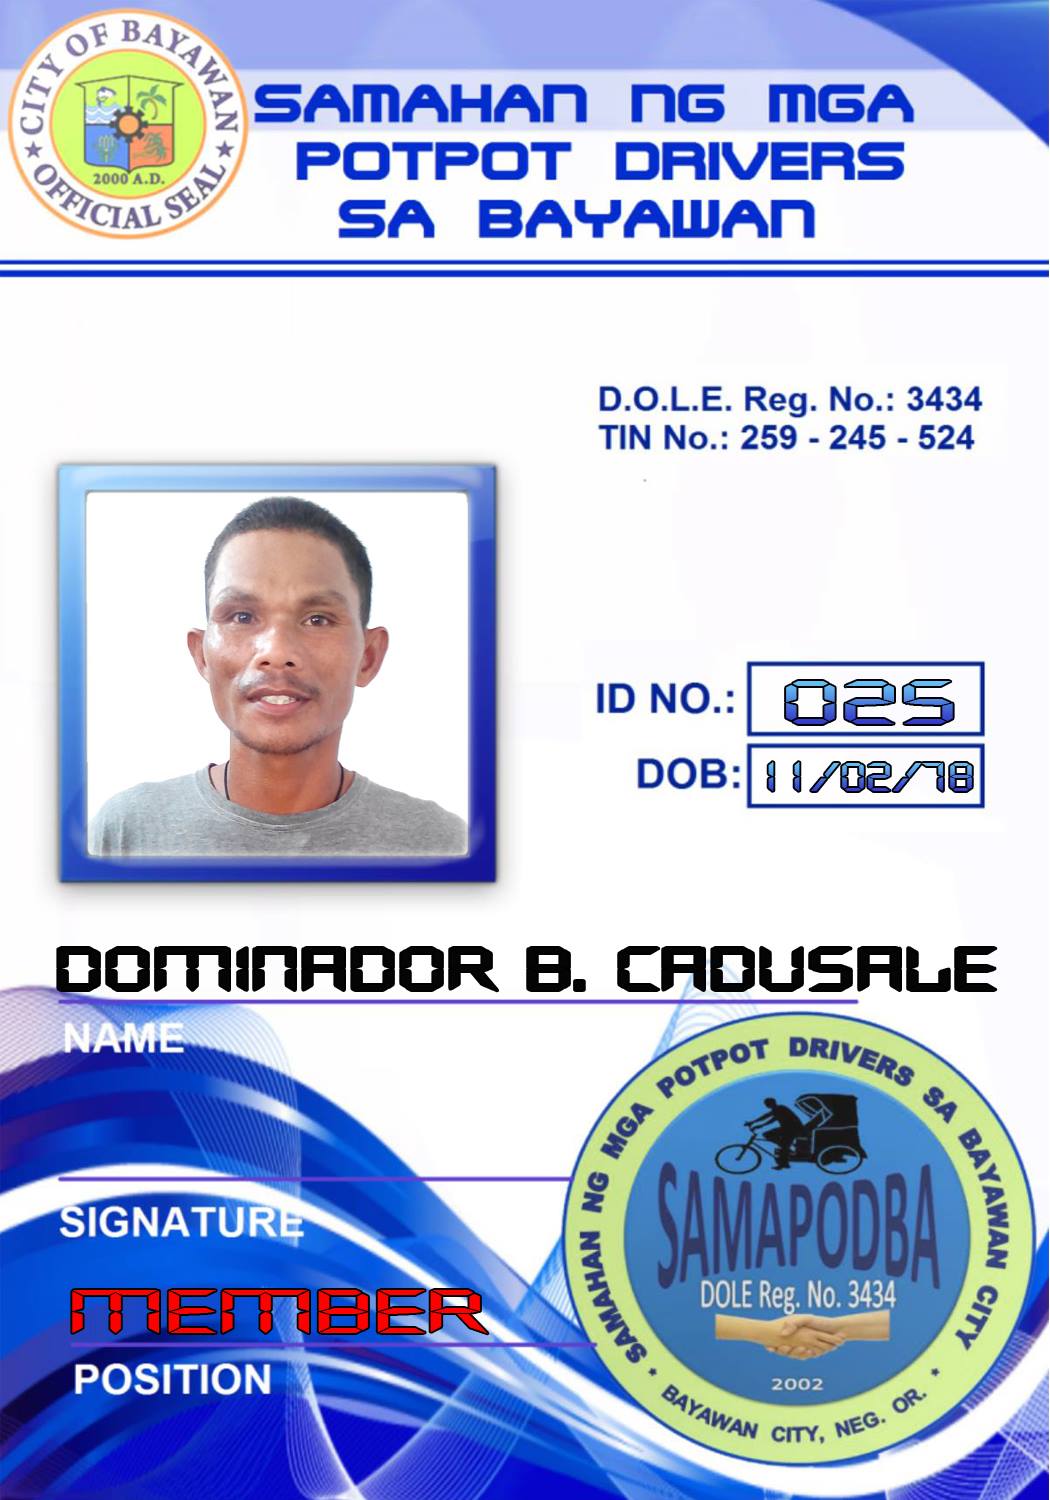 CITY OF BAYAWAN
2000 A.D.
★ OFFICIAL SEAL ★
SAMAHAN NG MGA
POTPOT DRIVERS
SA BAYAWAN
D.O.L.E. Reg. No.: 3434
TIN No.: 259 - 245 - 524
ID NO.: 025
DOB: 11/02/78
DOMINADOR B. CADUSALE
NAME
SIGNATURE
MEMBER
POSITION
SAMAHAN NG MGA POTPOT DRIVERS SA BAYAWAN CITY
SAMAPODBA
DOLE Reg. No. 3434
2002
* BAYAWAN CITY, NEG. OR. *